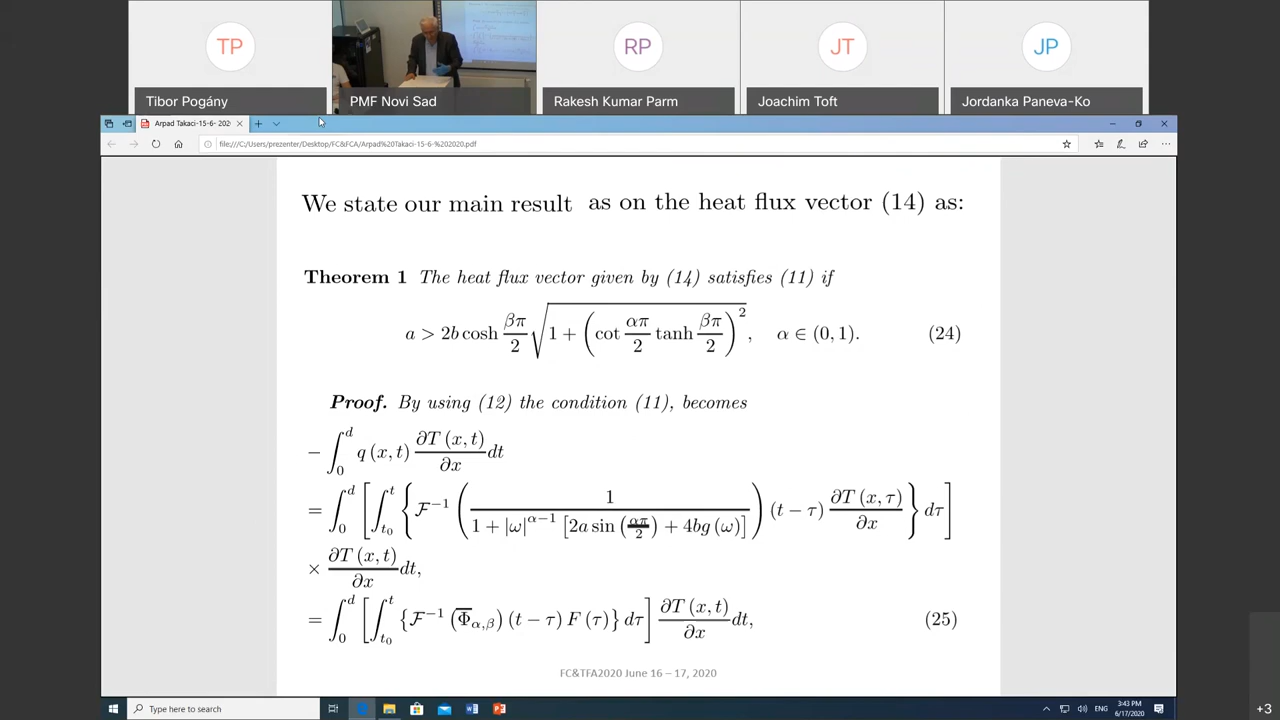 TP
RP
JT
JP
Tibor Pogány
PMF Novi Sad
Rakesh Kumar Parm
Joachim Toft
Jordanka Paneva-Ko
Arpad Takaci-15-6- 202
file:///C:/Users/prezenter/Desktop/FC&FCA/Arpad%20Takaci-15-6-%202020.pdf
We state our main result as on the heat flux vector (14) as:
Theorem 1 The heat flux vector given by (14) satisfies (11) if
a > 2b cosh βπ/2 √(1 + (cot απ/2 tanh βπ/2)²), α ∈ (0, 1). (24)
Proof. By using (12) the condition (11), becomes
− ∫₀ᵈ q (x, t) ∂T (x, t)/∂x dt
= ∫₀ᵈ [ ∫_{t₀}^{t} { F⁻¹ ( 1 / (1 + |ω|^{α−1} [2a sin (απ/2) + 4bg (ω)]) ) (t − τ) ∂T (x, τ)/∂x } dτ ]
× ∂T (x, t)/∂x dt,
= ∫₀ᵈ [ ∫_{t₀}^{t} {F⁻¹ (Φ̅_{α,β}) (t − τ) F (τ)} dτ ] ∂T (x, t)/∂x dt, (25)
FC&TFA2020 June 16 – 17, 2020
Type here to search
ENG
3:43 PM
6/17/2020
+3